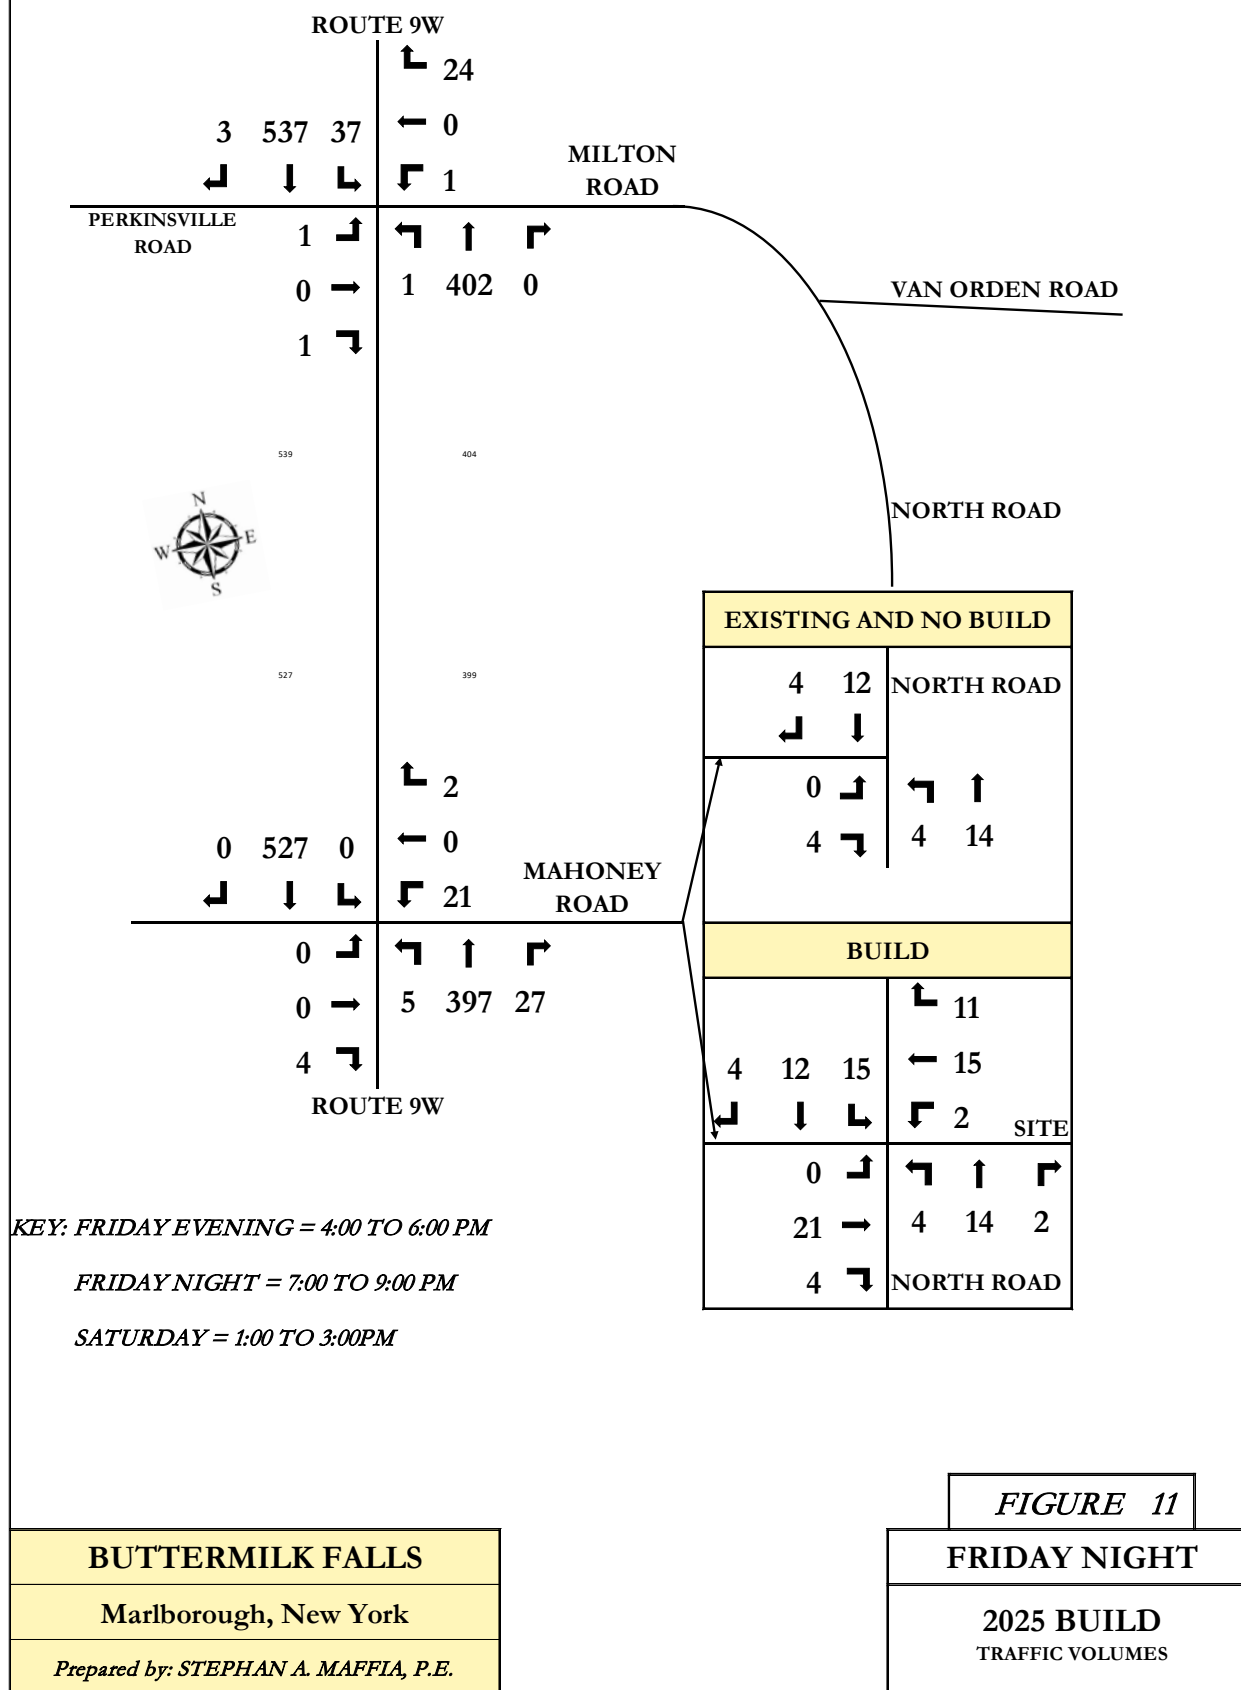 ROUTE 9W
24
3 537 37
0
MILTON
ROAD
1
PERKINSVILLE
ROAD
1
0
1 402 0
VAN ORDEN ROAD
1
539
404
N
W
E
S
NORTH ROAD
EXISTING AND NO BUILD
527
399
4 12 NORTH ROAD
0
4
4 14
2
0 527 0
0
MAHONEY
ROAD
21
0
0
5 397 27
4
ROUTE 9W
BUILD
11
4 12 15
15
2
SITE
0
21
4 14 2
4
NORTH ROAD
KEY: FRIDAY EVENING = 4:00 TO 6:00 PM
FRIDAY NIGHT = 7:00 TO 9:00 PM
SATURDAY = 1:00 TO 3:00PM
FIGURE 11
BUTTERMILK FALLS
Marlborough, New York
Prepared by: STEPHAN A. MAFFIA, P.E.
FRIDAY NIGHT
2025 BUILD
TRAFFIC VOLUMES